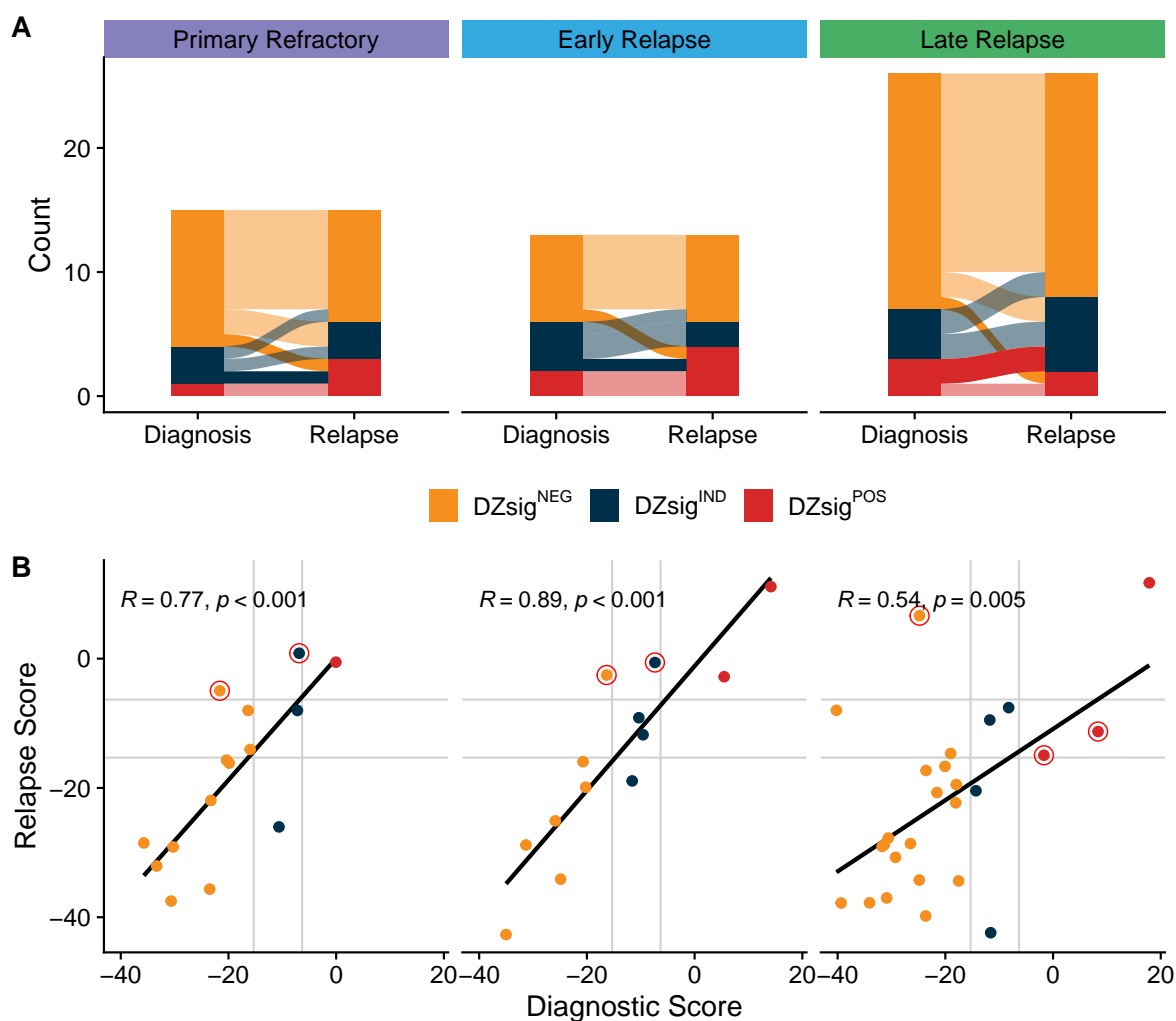 A
Primary Refractory
Early Relapse
Late Relapse
Count
20
10
0
Diagnosis
Relapse
Diagnosis
Relapse
Diagnosis
Relapse
DZsig^NEG
DZsig^IND
DZsig^POS
B
R = 0.77, p < 0.001
R = 0.89, p < 0.001
R = 0.54, p = 0.005
Relapse Score
0
−20
−40
−40
−20
0
20
−40
−20
0
20
−40
−20
0
20
Diagnostic Score